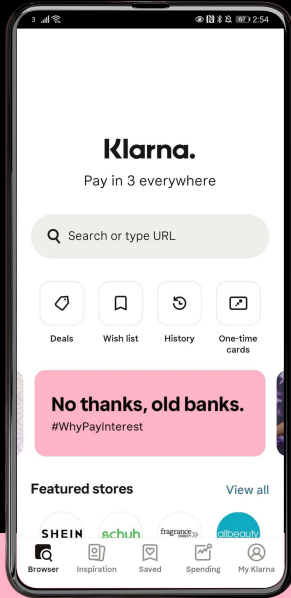 3 167 2:54
Klarna.
Pay in 3 everywhere
Search or type URL
Deals
Wish list
History
One-time
cards
No thanks, old banks.
#WhyPayInterest
Featured stores
View all
SHEIN
schuh
fragrance
DIRECT
allbeauty
Browser
Inspiration
Saved
Spending
My Klarna